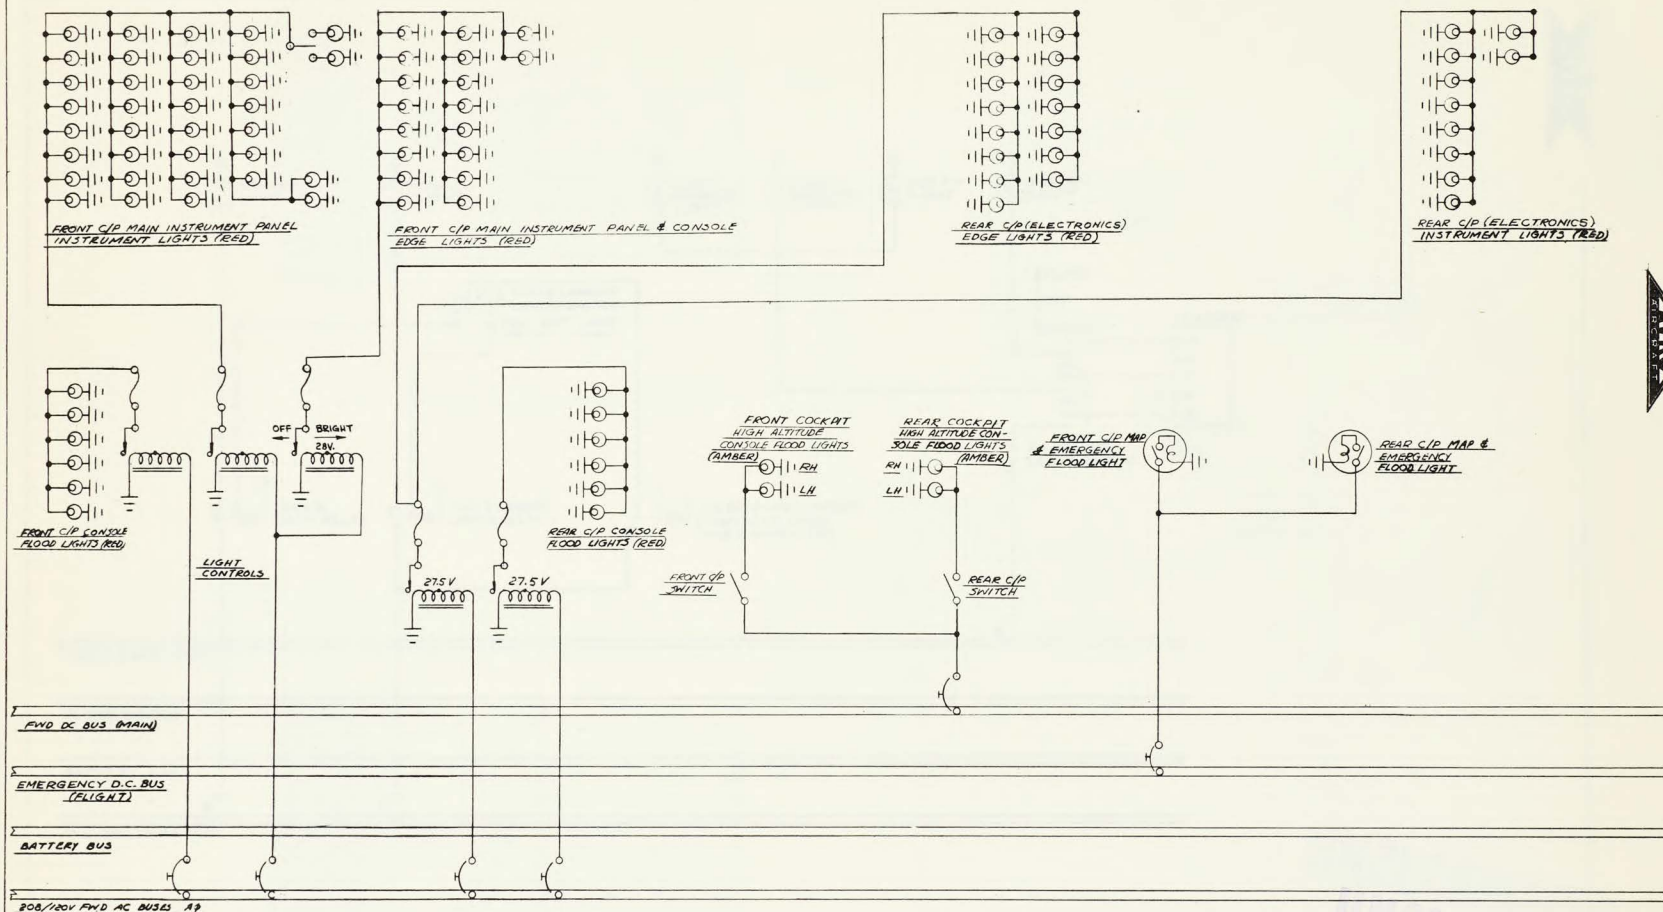 FRONT C/P MAIN INSTRUMENT PANEL
INSTRUMENT LIGHTS (RED)
FRONT C/P MAIN INSTRUMENT PANEL & CONSOLE
EDGE LIGHTS (RED)
REAR C/P (ELECTRONICS)
EDGE LIGHTS (RED)
REAR C/P (ELECTRONICS)
INSTRUMENT LIGHTS (RED)
AIRCRAFT
OFF
BRIGHT
28V.
FRONT COCKPIT
HIGH ALTITUDE
CONSOLE FLOOD LIGHTS
(AMBER)
RH
LH
REAR COCKPIT
HIGH ALTITUDE CON-
SOLE FLOOD LIGHTS
(AMBER)
RH
LH
FRONT C/P MAP
& EMERGENCY
FLOOD LIGHT
REAR C/P MAP &
EMERGENCY
FLOOD LIGHT
FRONT C/P CONSOLE
FLOOD LIGHTS (RED)
REAR C/P CONSOLE
FLOOD LIGHTS (RED)
LIGHT
CONTROLS
27.5V
27.5V
FRONT C/P
SWITCH
REAR C/P
SWITCH
FWD DC BUS (MAIN)
EMERGENCY D.C. BUS
(FLIGHT)
BATTERY BUS
208/120V FWD AC BUSES